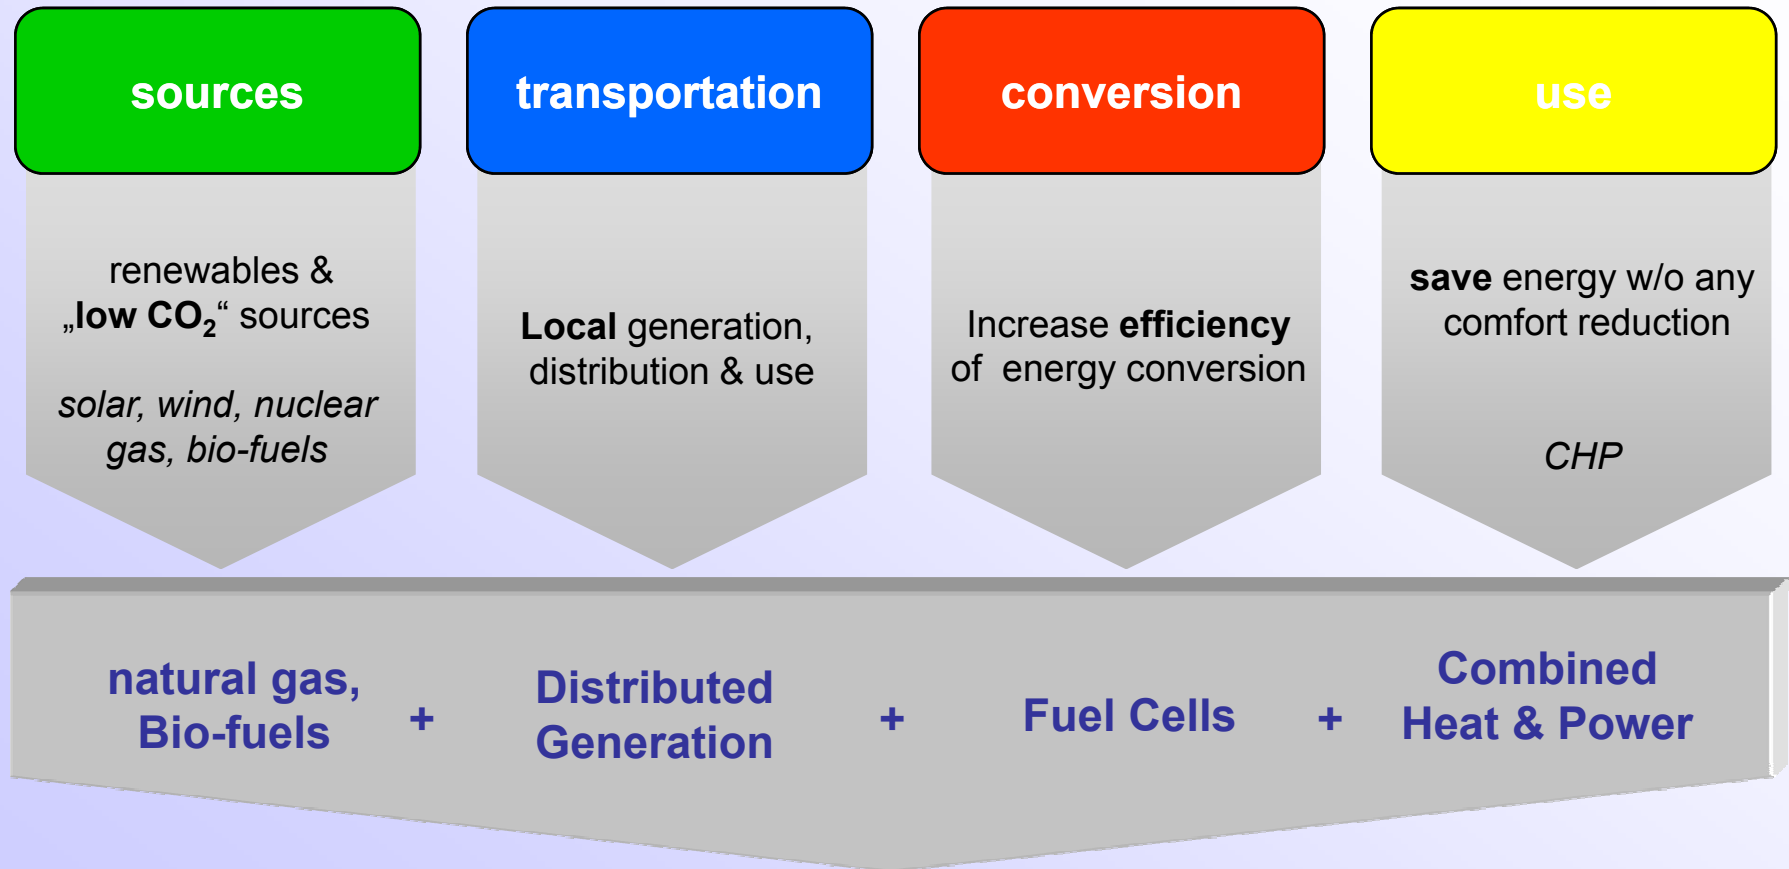 sources
transportation
conversion
use
renewables &
„low CO₂“ sources
solar, wind, nuclear
gas, bio-fuels
Local generation,
distribution & use
Increase efficiency
of energy conversion
save energy w/o any
comfort reduction
CHP
natural gas,
Bio-fuels
+
Distributed
Generation
+
Fuel Cells
+
Combined
Heat & Power